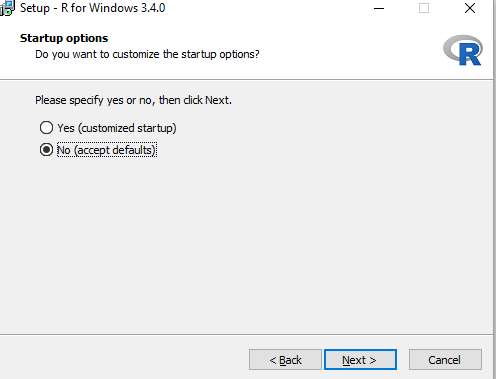 Setup - R for Windows 3.4.0
Startup options
Do you want to customize the startup options?
R
Please specify yes or no, then click Next.
Yes (customized startup)
No (accept defaults)
< Back
Next >
Cancel